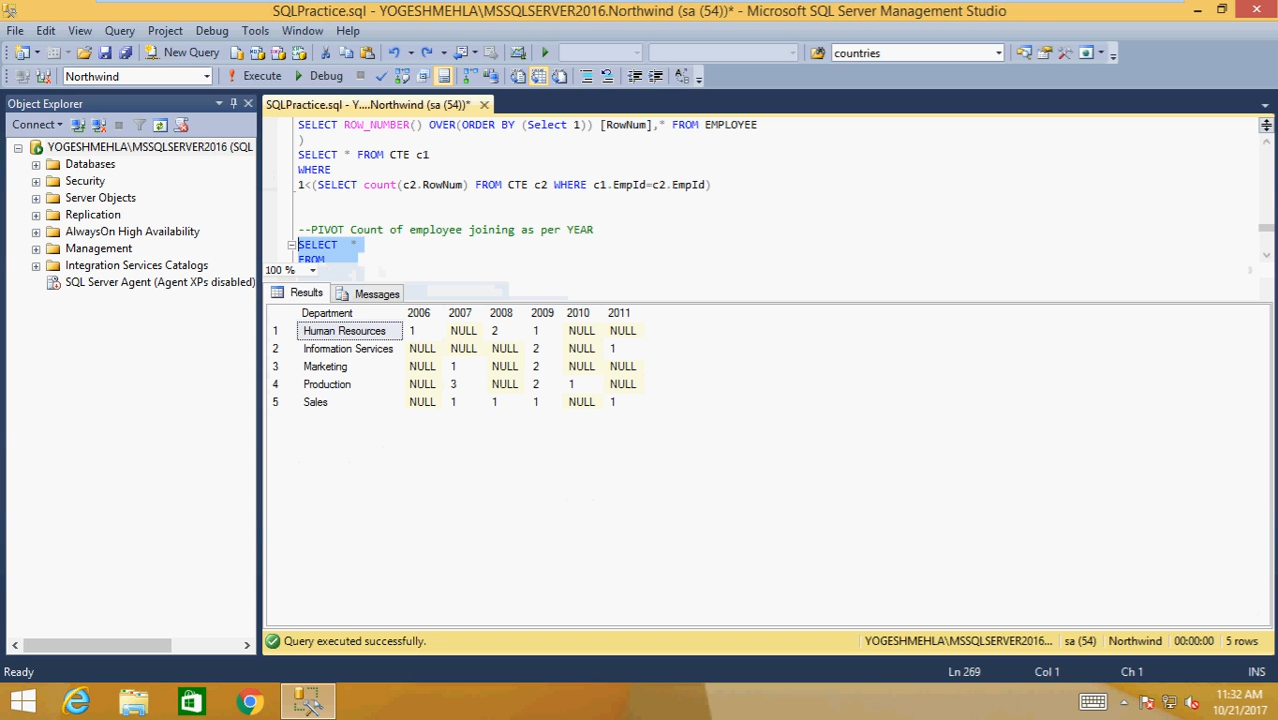 SQLPractice.sql - YOGESHMEHLA\MSSQLSERVER2016.Northwind (sa (54))* - Microsoft SQL Server Management Studio
File Edit View Query Project Debug Tools Window Help
New Query countries
Northwind Execute Debug
Object Explorer
SQLPractice.sql - Y....Northwind (sa (54))*
Connect
YOGESHMEHLA\MSSQLSERVER2016 (SQL
Databases
Security
Server Objects
Replication
AlwaysOn High Availability
Management
Integration Services Catalogs
SQL Server Agent (Agent XPs disabled)
SELECT ROW_NUMBER() OVER(ORDER BY (Select 1)) [RowNum],* FROM EMPLOYEE
)
SELECT * FROM CTE c1
WHERE
1<(SELECT count(c2.RowNum) FROM CTE c2 WHERE c1.EmpId=c2.EmpId)
--PIVOT Count of employee joining as per YEAR
SELECT *
FROM
100 %
Results Messages
Department 2006 2007 2008 2009 2010 2011
1 Human Resources 1 NULL 2 1 NULL NULL
2 Information Services NULL NULL NULL 2 NULL 1
3 Marketing NULL 1 NULL 2 NULL NULL
4 Production NULL 3 NULL 2 1 NULL
5 Sales NULL 1 1 1 NULL 1
Query executed successfully. YOGESHMEHLA\MSSQLSERVER2016... sa (54) Northwind 00:00:00 5 rows
Ready Ln 269 Col 1 Ch 1 INS
11:32 AM
10/21/2017